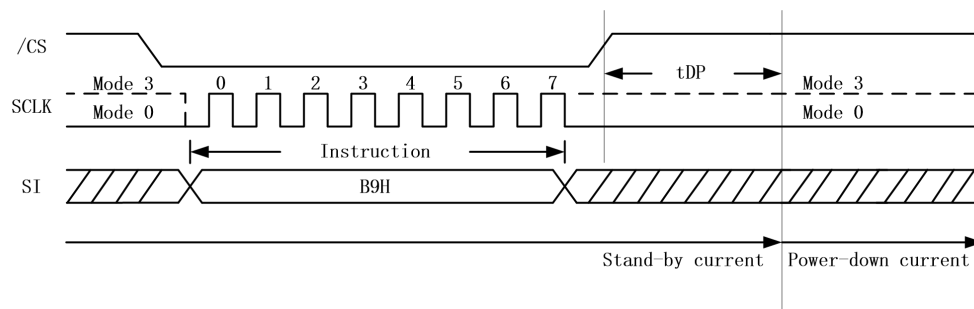 /CS
tDP
Mode 3 0 1 2 3 4 5 6 7 Mode 3
SCLK
Mode 0 Mode 0
Instruction
SI B9H
Stand-by current Power-down current